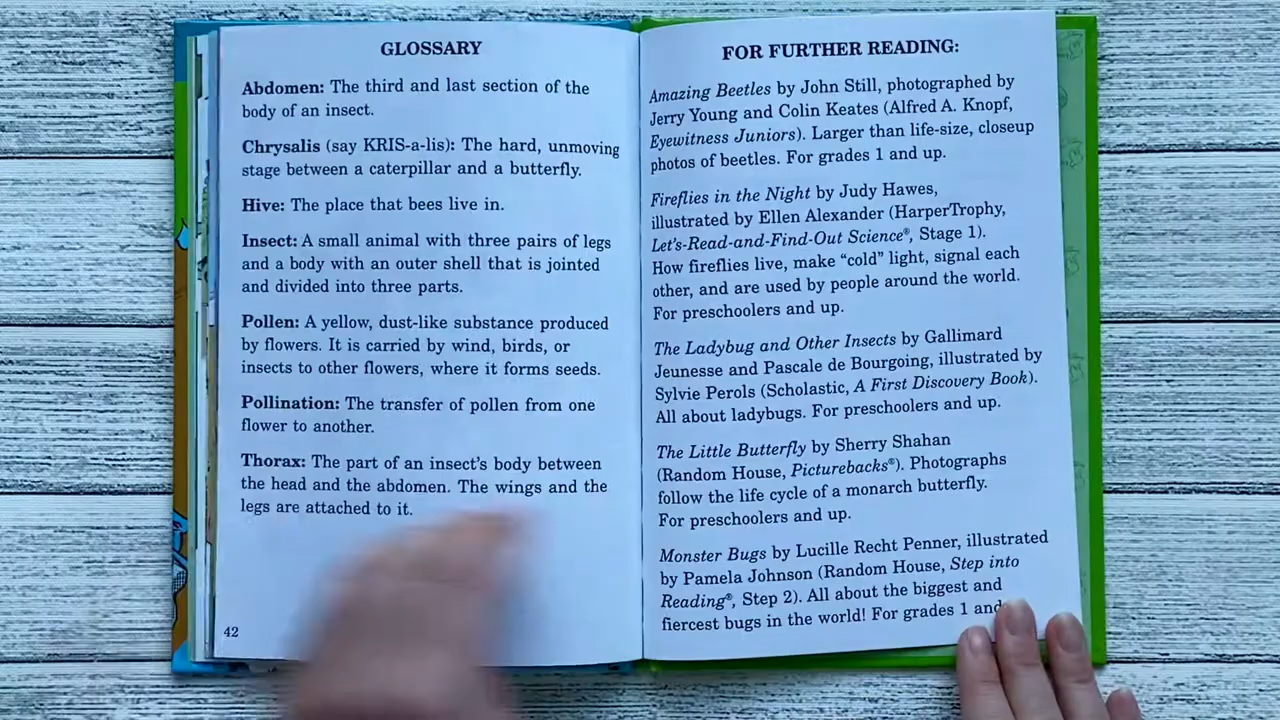 GLOSSARY
Abdomen: The third and last section of the
body of an insect.
Chrysalis (say KRIS-a-lis): The hard, unmoving
stage between a caterpillar and a butterfly.
Hive: The place that bees live in.
Insect: A small animal with three pairs of legs
and a body with an outer shell that is jointed
and divided into three parts.
Pollen: A yellow, dust-like substance produced
by flowers. It is carried by wind, birds, or
insects to other flowers, where it forms seeds.
Pollination: The transfer of pollen from one
flower to another.
Thorax: The part of an insect's body between
the head and the abdomen. The wings and the
legs are attached to it.
42
FOR FURTHER READING:
Amazing Beetles by John Still, photographed by
Jerry Young and Colin Keates (Alfred A. Knopf,
Eyewitness Juniors). Larger than life-size, closeup
photos of beetles. For grades 1 and up.
Fireflies in the Night by Judy Hawes,
illustrated by Ellen Alexander (HarperTrophy,
Let's-Read-and-Find-Out Science®, Stage 1).
How fireflies live, make “cold” light, signal each
other, and are used by people around the world.
For preschoolers and up.
The Ladybug and Other Insects by Gallimard
Jeunesse and Pascale de Bourgoing, illustrated by
Sylvie Perols (Scholastic, A First Discovery Book).
All about ladybugs. For preschoolers and up.
The Little Butterfly by Sherry Shahan
(Random House, Picturebacks®). Photographs
follow the life cycle of a monarch butterfly.
For preschoolers and up.
Monster Bugs by Lucille Recht Penner, illustrated
by Pamela Johnson (Random House, Step into
Reading®, Step 2). All about the biggest and
fiercest bugs in the world! For grades 1 and